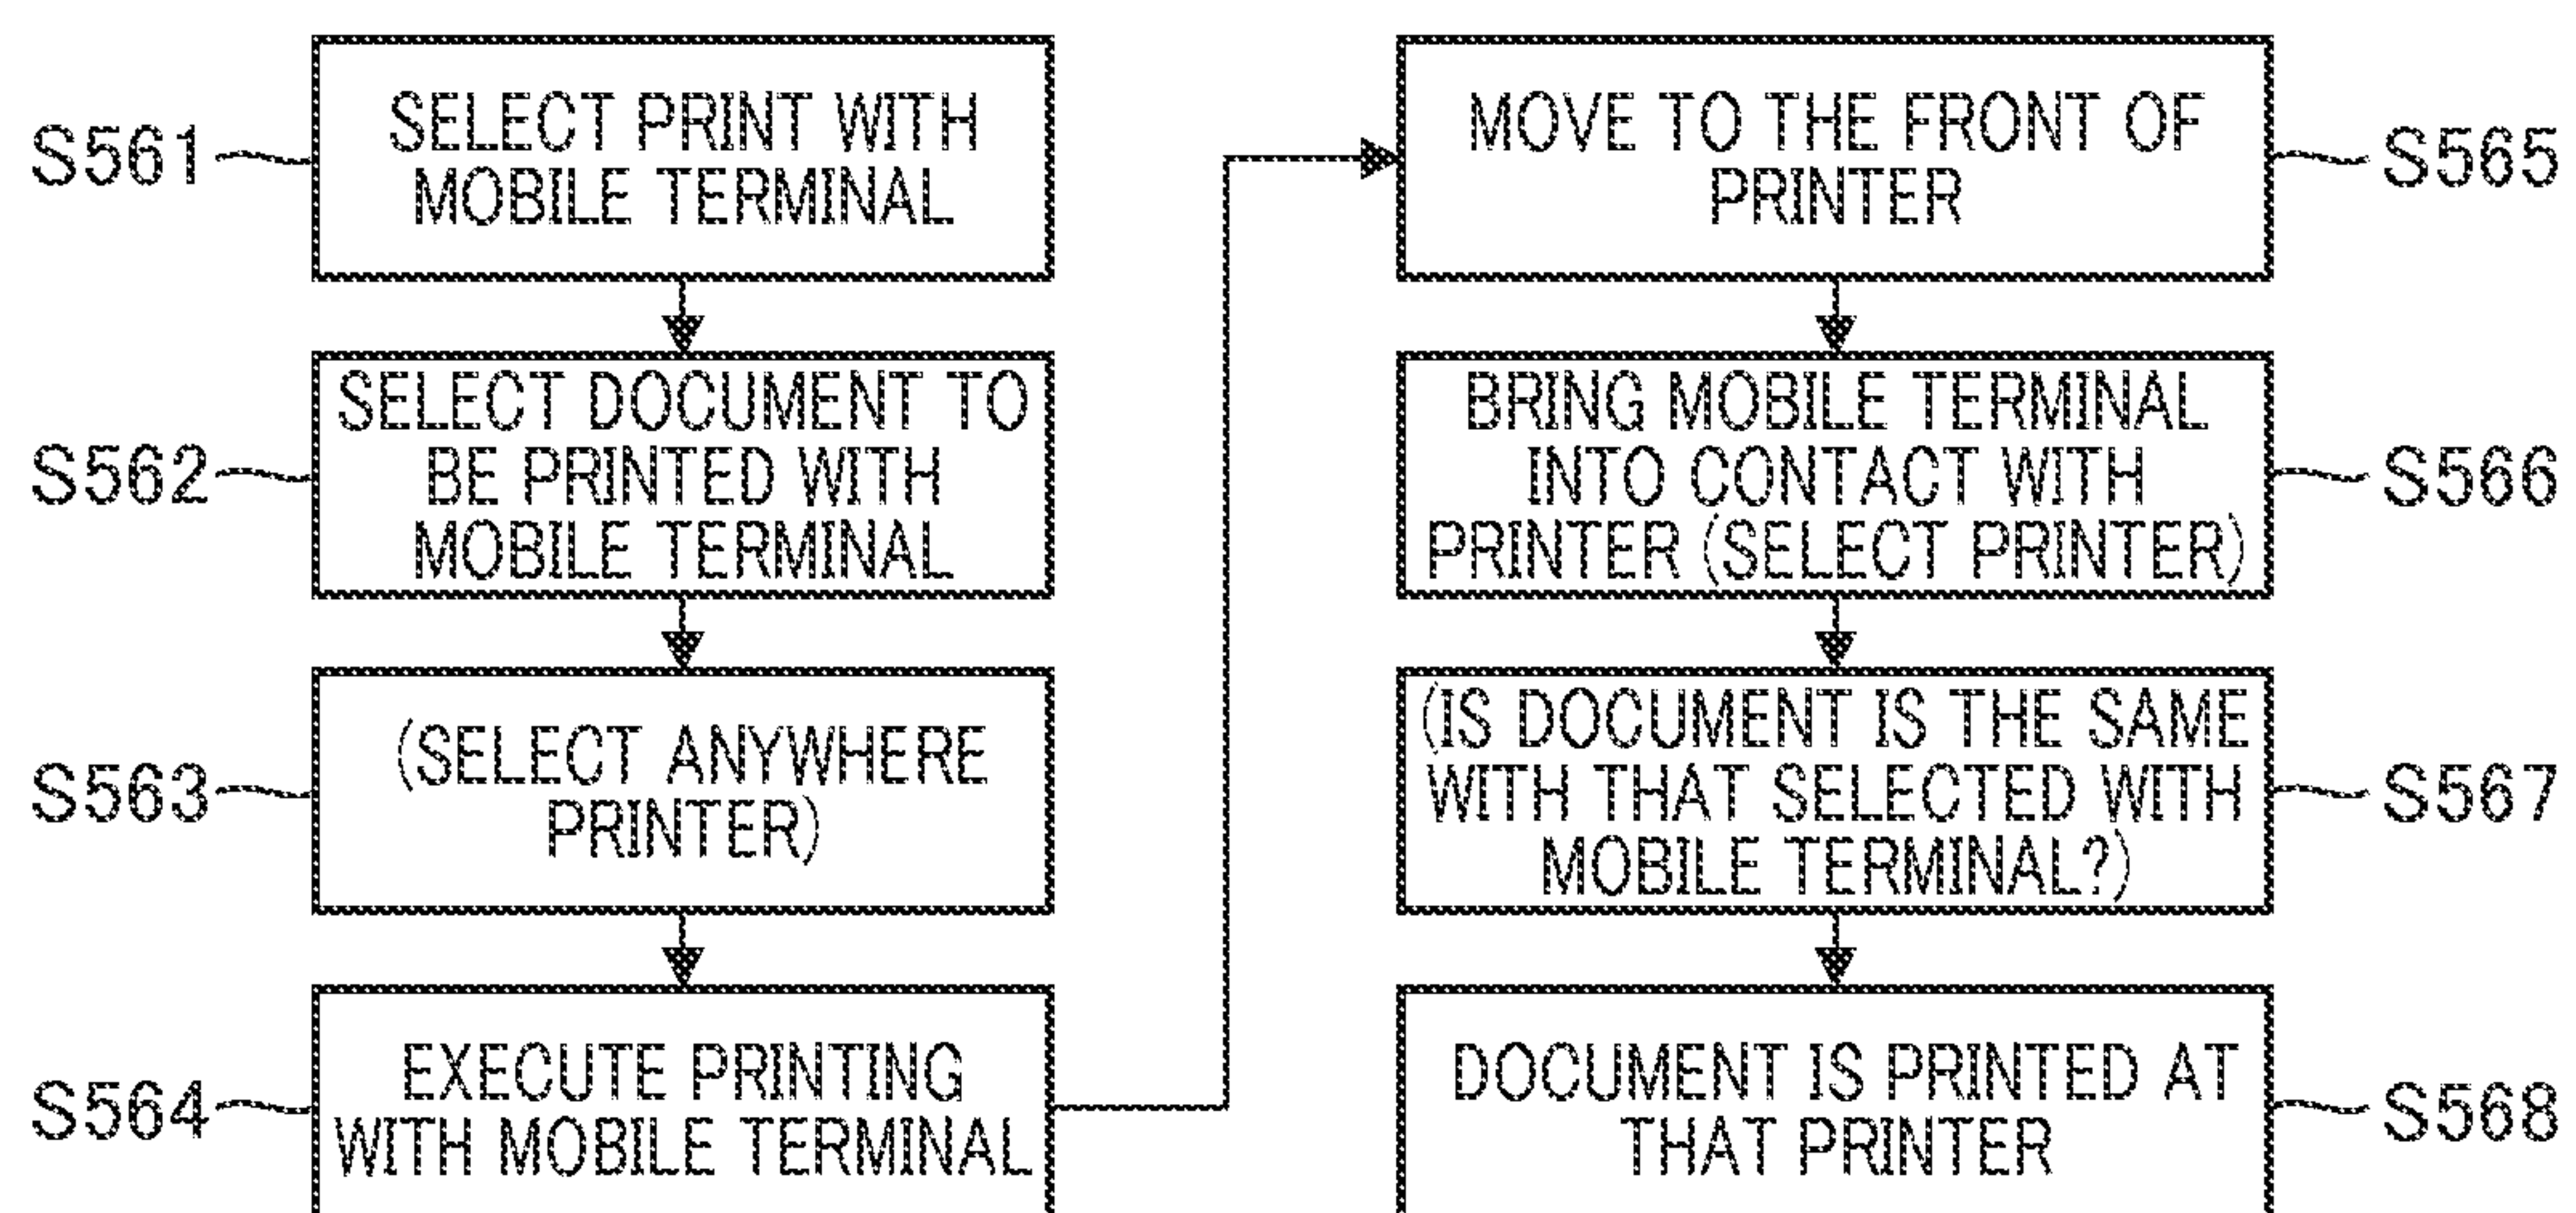 S561
SELECT PRINT WITH
MOBILE TERMINAL
S562
SELECT DOCUMENT TO
BE PRINTED WITH
MOBILE TERMINAL
S563
(SELECT ANYWHERE
PRINTER)
S564
EXECUTE PRINTING
WITH MOBILE TERMINAL
MOVE TO THE FRONT OF
PRINTER
S565
BRING MOBILE TERMINAL
INTO CONTACT WITH
PRINTER (SELECT PRINTER)
S566
(IS DOCUMENT IS THE SAME
WITH THAT SELECTED WITH
MOBILE TERMINAL?)
S567
DOCUMENT IS PRINTED AT
THAT PRINTER
S568